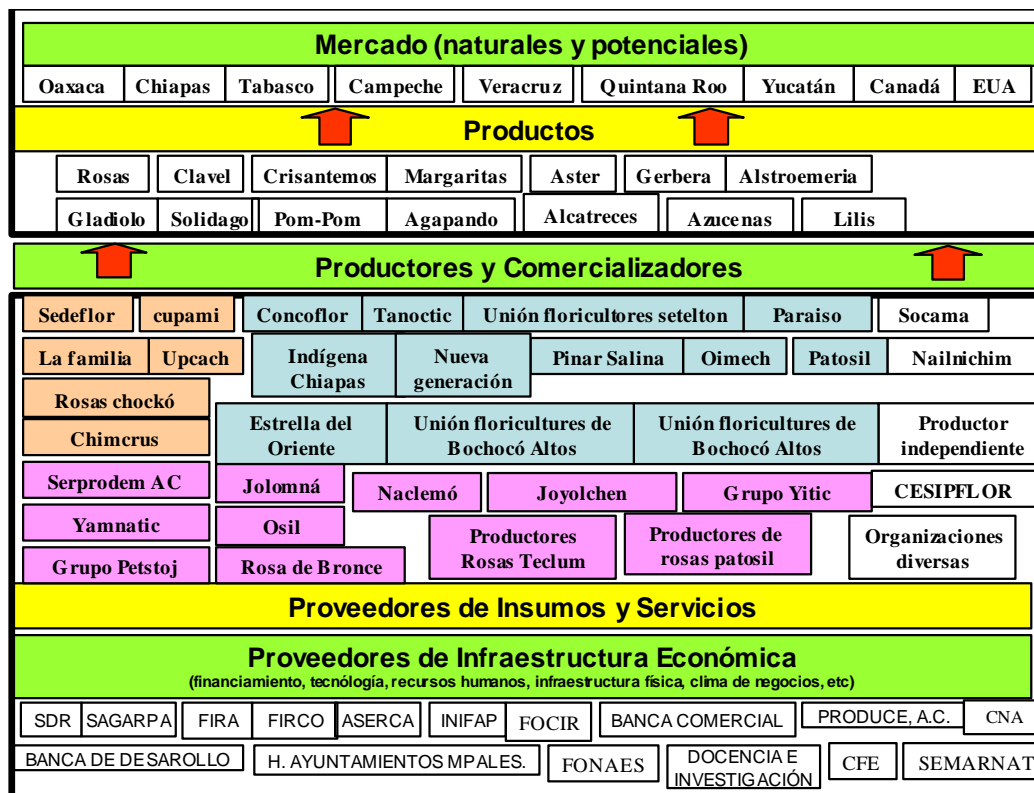 Mercado (naturales y potenciales)
Oaxaca Chiapas Tabasco Campeche Veracruz Quintana Roo Yucatán Canadá EUA
Productos
Rosas Clavel Crisantemos Margaritas Aster Gerbera Alstroemeria
Gladiolo Solidago Pom-Pom Agapando Alcatreces Azucenas Lilis
Productores y Comercializadores
Sedeflor cupami Concoflor Tanoctic Unión floricultores setelton Paraiso Socama
La familia Upcach Indígena Chiapas Nueva generación Pinar Salina Oimech Patosil Nailnichim
Rosas chockó
Chimcrus
Estrella del Oriente Unión floricultures de Bochocó Altos Unión floricultures de Bochocó Altos Productor independiente
Serprodem AC Jolomná Naclemó Joyolchen Grupo Yitic CESIPFLOR
Yamnatic Osil Productores Rosas Teclum Productores de rosas patosil Organizaciones diversas
Grupo Petstoj Rosa de Bronce
Proveedores de Insumos y Servicios
Proveedores de Infraestructura Económica
(financiamiento, tecnólogía, recursos humanos, infraestructura física, clima de negocios, etc)
SDR SAGARPA FIRA FIRCO ASERCA INIFAP FOCIR BANCA COMERCIAL PRODUCE, A.C. CNA
BANCA DE DESAROLLO H. AYUNTAMIENTOS MPALES. FONAES DOCENCIA E INVESTIGACIÓN CFE SEMARNAT